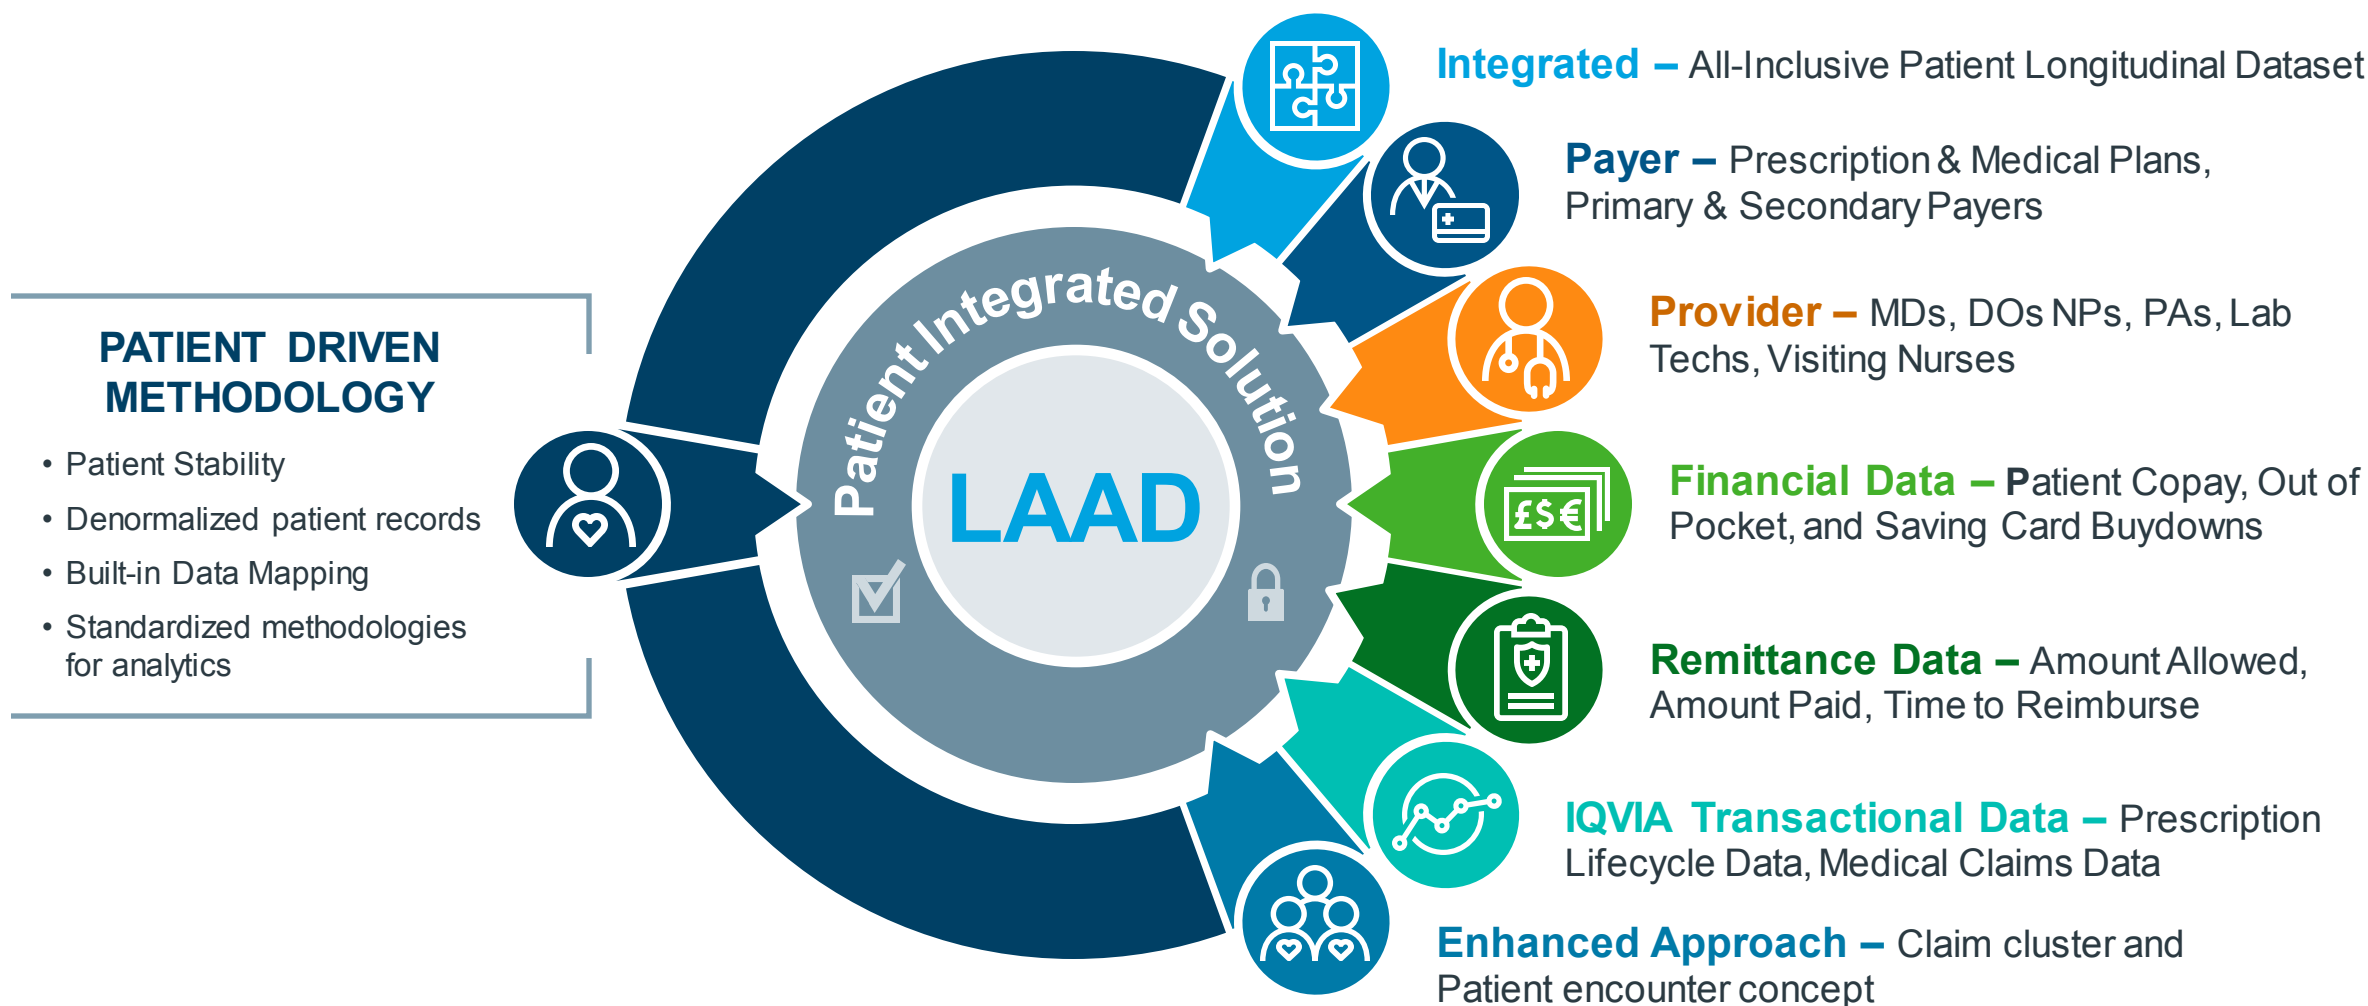 PATIENT DRIVEN
METHODOLOGY
• Patient Stability
• Denormalized patient records
• Built-in Data Mapping
• Standardized methodologies
for analytics
Patient Integrated Solution
LAAD
£$€
Integrated – All-Inclusive Patient Longitudinal Dataset
Payer – Prescription & Medical Plans,
Primary & Secondary Payers
Provider – MDs, DOs NPs, PAs, Lab
Techs, Visiting Nurses
Financial Data – Patient Copay, Out of
Pocket, and Saving Card Buydowns
Remittance Data – Amount Allowed,
Amount Paid, Time to Reimburse
IQVIA Transactional Data – Prescription
Lifecycle Data, Medical Claims Data
Enhanced Approach – Claim cluster and
Patient encounter concept